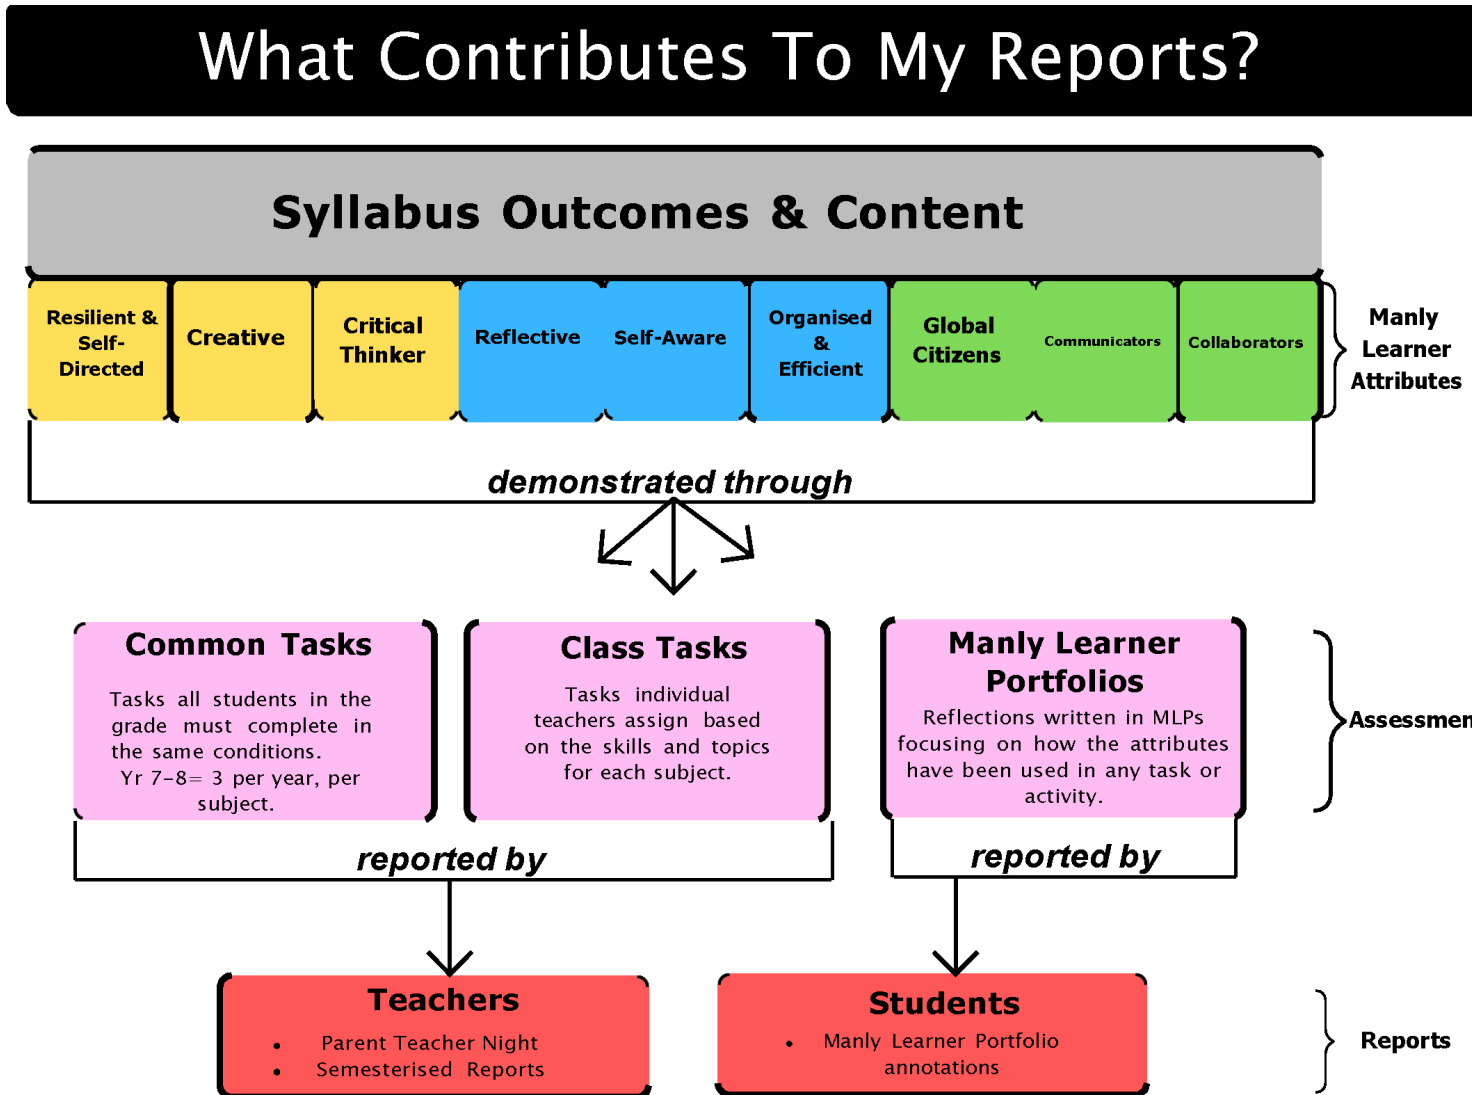 What Contributes To My Reports?
Syllabus Outcomes & Content
Resilient &
Self-
Directed
Creative
Critical
Thinker
Reflective
Self-Aware
Organised
&
Efficient
Global
Citizens
Communicators
Collaborators
Manly
Learner
Attributes
demonstrated through
Common Tasks
Tasks all students in the
grade must complete in
the same conditions.
Yr 7-8= 3 per year, per
subject.
Class Tasks
Tasks individual
teachers assign based
on the skills and topics
for each subject.
Manly Learner
Portfolios
Reflections written in MLPs
focusing on how the attributes
have been used in any task or
activity.
Assessmen
reported by
reported by
Teachers
• Parent Teacher Night
• Semesterised Reports
Students
• Manly Learner Portfolio
annotations
Reports